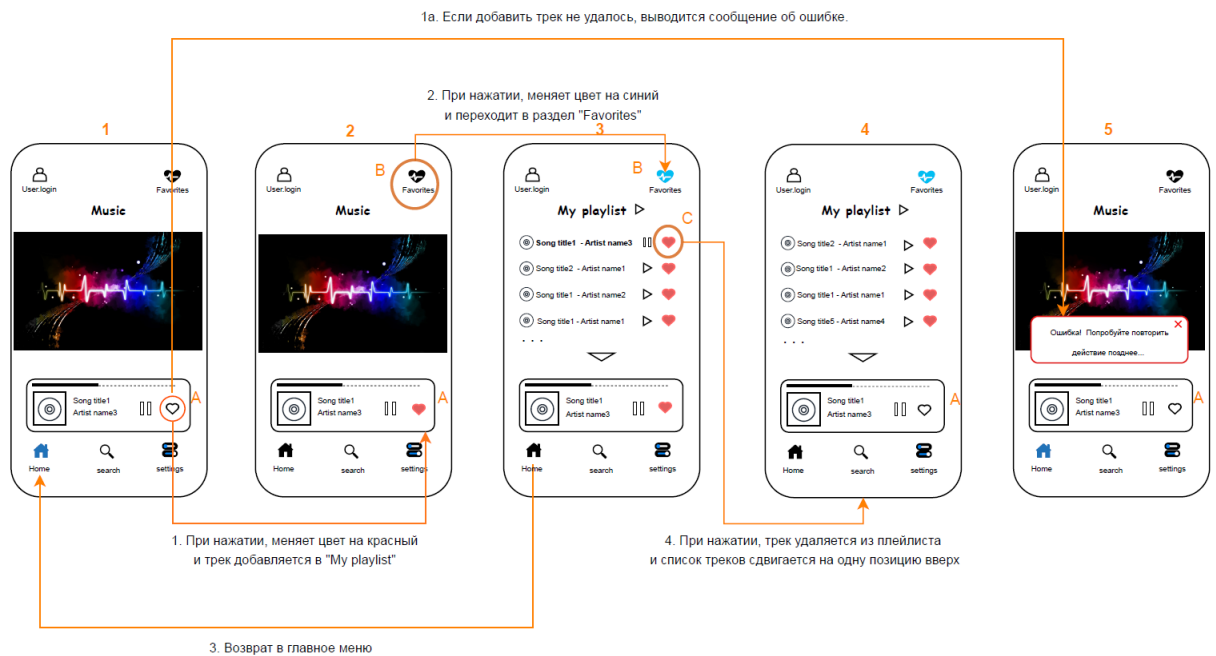 1a. Если добавить трек не удалось, выводится сообщение об ошибке.
2. При нажатии, меняет цвет на синий
и переходит в раздел "Favorites"
1
User.login
Favorites
Music
Song title1
Artist name3
A
Home
search
settings
2
B
User.login
Favorites
Music
Song title1
Artist name3
A
Home
search
settings
3
B
User.login
Favorites
My playlist
C
Song title1 - Artist name3
Song title2 - Artist name1
Song title1 - Artist name2
Song title1 - Artist name1
. . .
Song title1
Artist name3
Home
search
settings
4
User.login
Favorites
My playlist
Song title2 - Artist name1
Song title1 - Artist name2
Song title1 - Artist name1
Song title5 - Artist name4
. . .
Song title1
Artist name3
A
Home
search
settings
5
User.login
Favorites
Music
Ошибка! Попробуйте повторить
действие позднее...
Song title1
Artist name3
A
Home
search
settings
1. При нажатии, меняет цвет на красный
и трек добавляется в "My playlist"
4. При нажатии, трек удаляется из плейлиста
и список треков сдвигается на одну позицию вверх
3. Возврат в главное меню